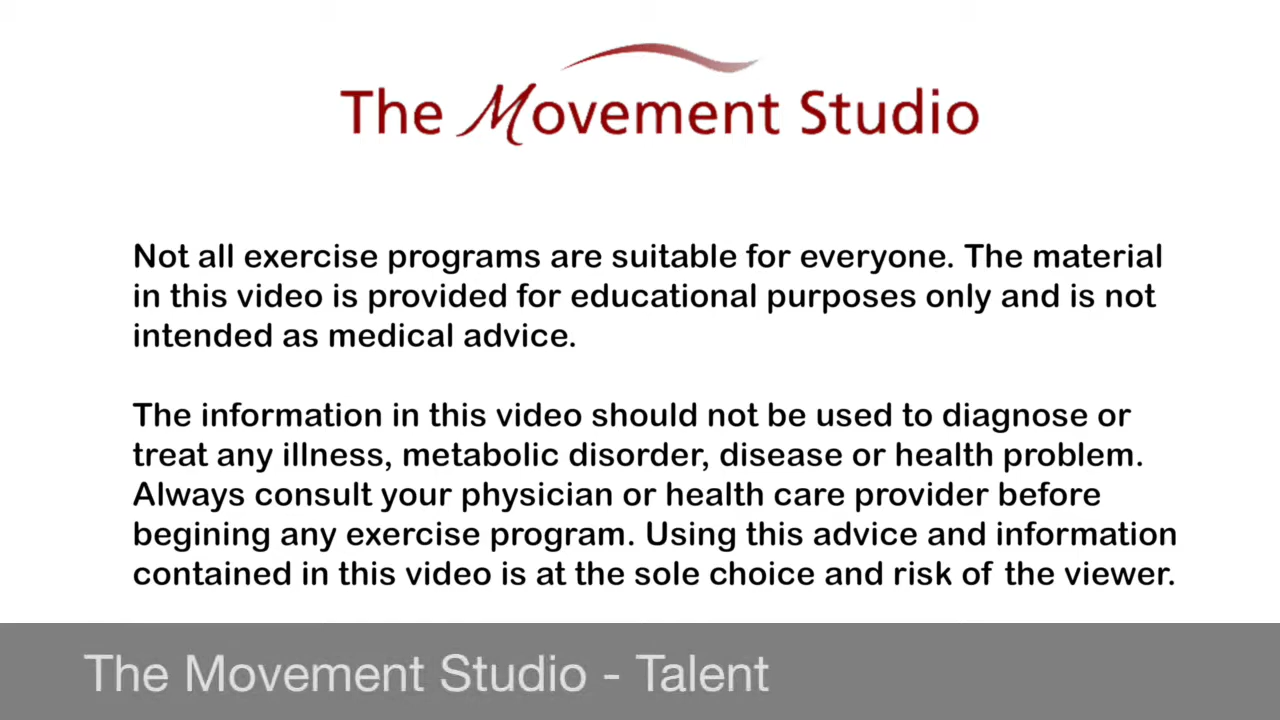 The Movement Studio
Not all exercise programs are suitable for everyone. The material
in this video is provided for educational purposes only and is not
intended as medical advice.
The information in this video should not be used to diagnose or
treat any illness, metabolic disorder, disease or health problem.
Always consult your physician or health care provider before
begining any exercise program. Using this advice and information
contained in this video is at the sole choice and risk of the viewer.
The Movement Studio - Talent